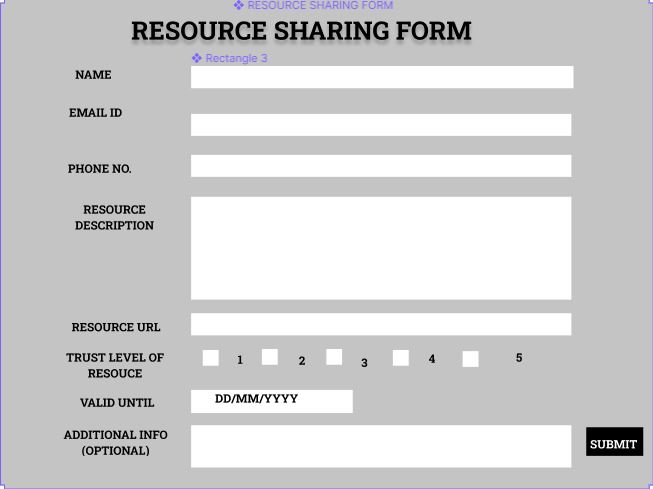 RESOURCE SHARING FORM
RESOURCE SHARING FORM
Rectangle 3
NAME
EMAIL ID
PHONE NO.
RESOURCE
DESCRIPTION
RESOURCE URL
TRUST LEVEL OF
RESOUCE
1 2 3 4 5
VALID UNTIL
DD/MM/YYYY
ADDITIONAL INFO
(OPTIONAL)
SUBMIT